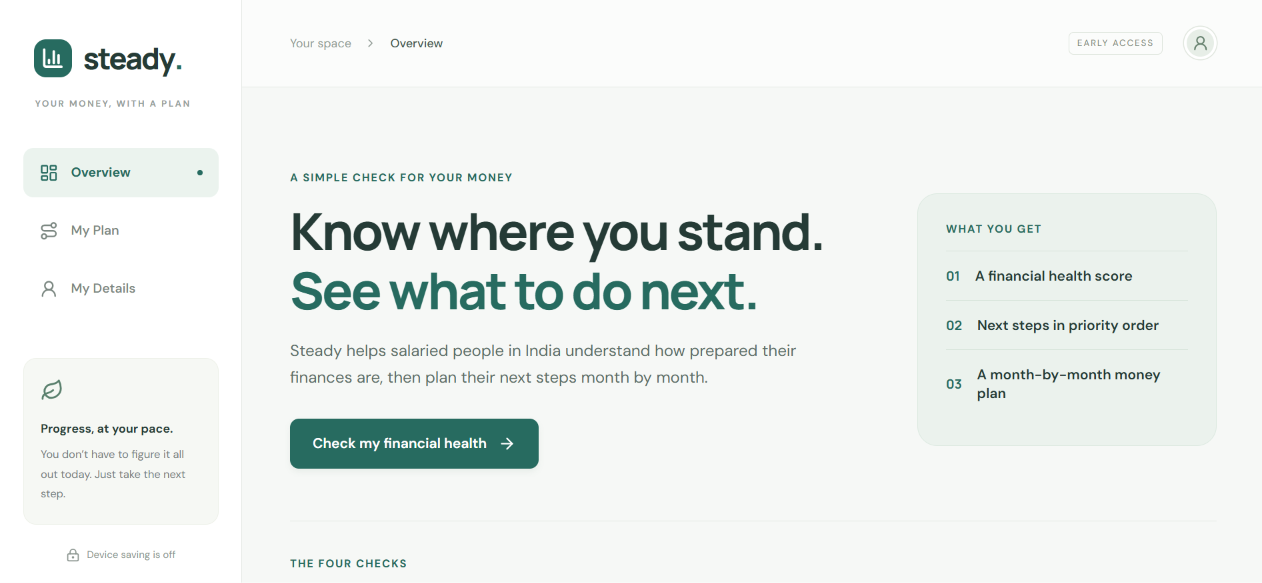 steady.
YOUR MONEY, WITH A PLAN
Overview
My Plan
My Details
Progress, at your pace.
You don't have to figure it all
out today. Just take the next
step.
Device saving is off
Your space > Overview
EARLY ACCESS
A SIMPLE CHECK FOR YOUR MONEY
Know where you stand.
See what to do next.
Steady helps salaried people in India understand how prepared their
finances are, then plan their next steps month by month.
Check my financial health →
WHAT YOU GET
01 A financial health score
02 Next steps in priority order
03 A month-by-month money
plan
THE FOUR CHECKS